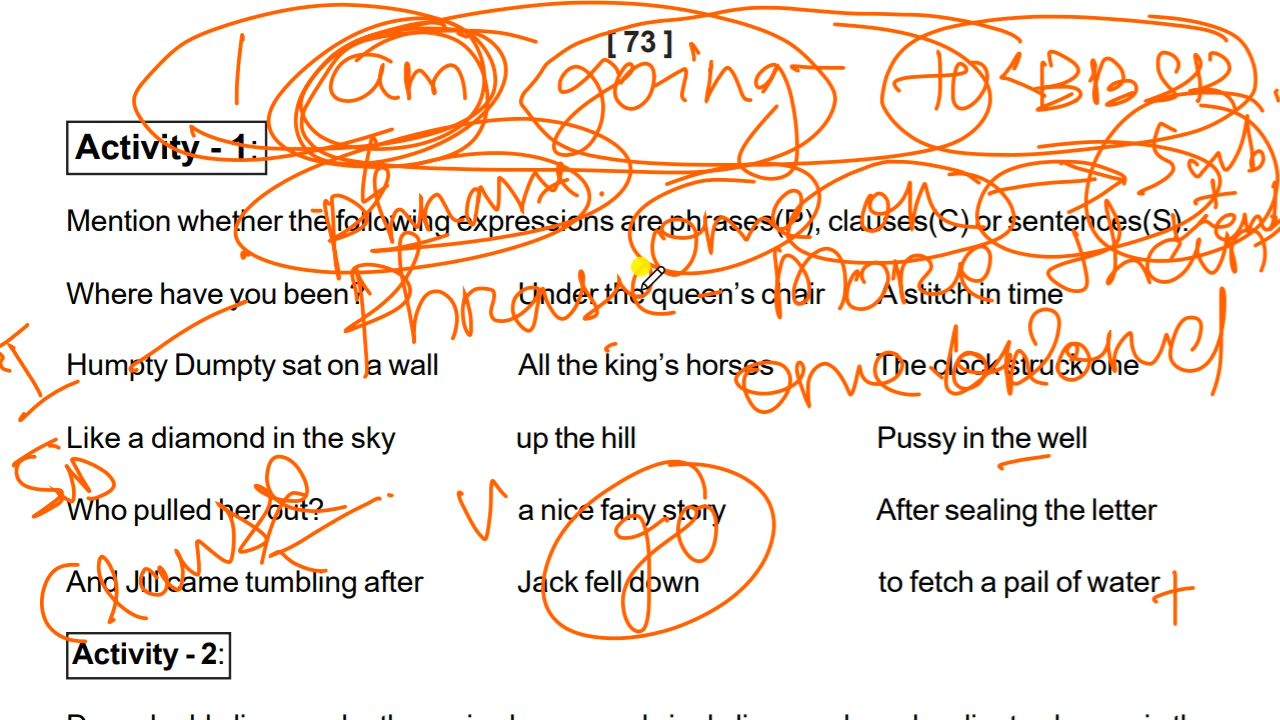 [ 73 ]
I am going to BBSR
Activity - 1:
phrase. Sub
Mention whether the following expressions are phrases(P), clauses(C) or sentences(S).
one or
phrase - more than
Where have you been? Under the queen's chair A stitch in time
Humpty Dumpty sat on a wall All the king's horses The clock struck one
one word
Like a diamond in the sky up the hill Pussy in the well
Who pulled her out? a nice fairy story After sealing the letter
clause V go
And Jill came tumbling after Jack fell down to fetch a pail of water
Activity - 2: